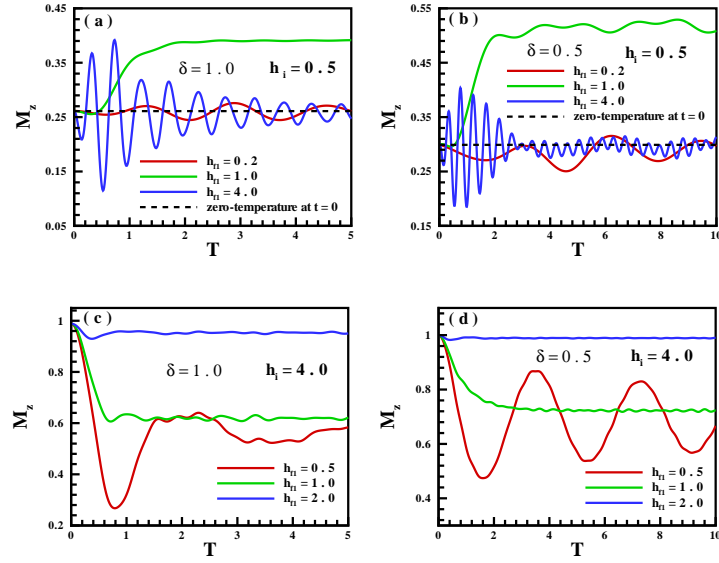 ( a )
δ = 1.0 h i = 0.5
h f1 = 0.2
h f1 = 1.0
h f1 = 4.0
zero-temperature at t = 0
M z
0.45
0.35
0.25
0.15
0.05
0 1 2 3 4 5
T
( b )
δ = 0.5 h i = 0.5
h f1 = 0.2
h f1 = 1.0
h f1 = 4.0
zero-temperature at t = 0
M z
0.55
0.45
0.35
0.25
0.15
0 2 4 6 8 10
T
( c )
δ = 1.0 h i = 4.0
h f1 = 0.5
h f1 = 1.0
h f1 = 2.0
M z
1
0.8
0.6
0.4
0.2
0 1 2 3 4 5
T
( d )
δ = 0.5 h i = 4.0
h f1 = 0.5
h f1 = 1.0
h f1 = 2.0
M z
1
0.8
0.6
0.4
0 2 4 6 8 10
T